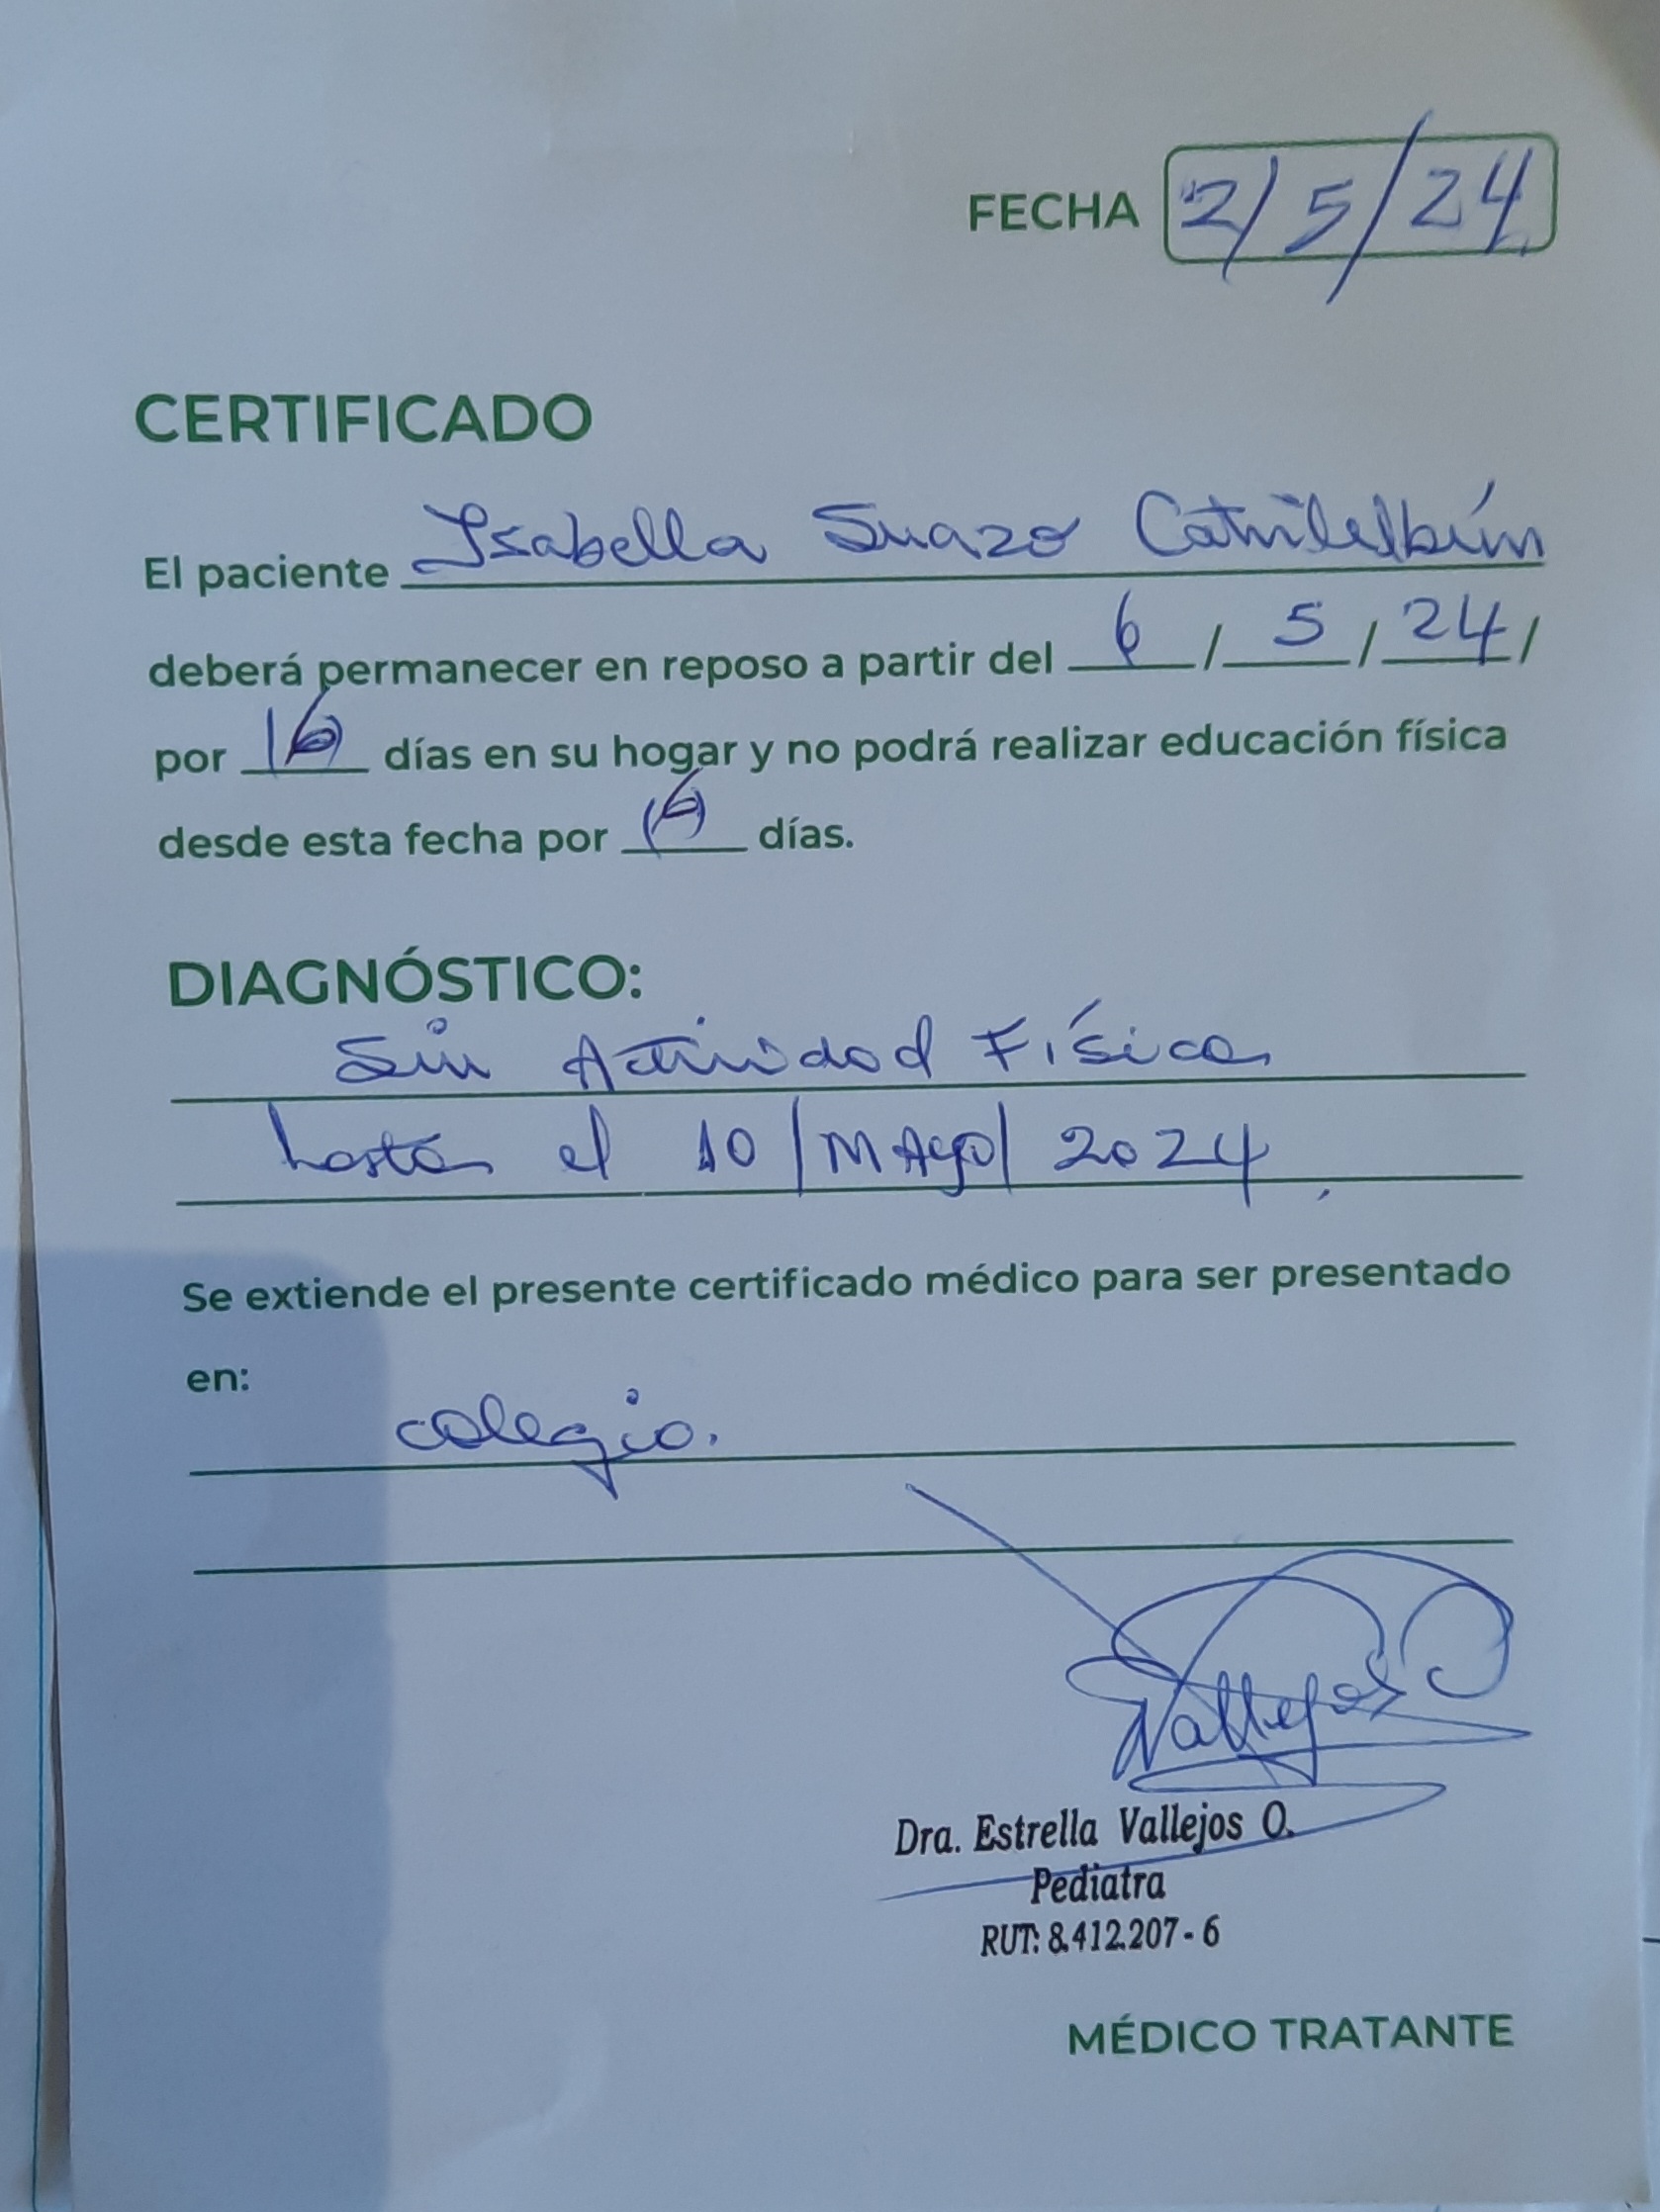 FECHA 2/5/24
CERTIFICADO
El paciente Isabella Suazo
deberá permanecer en reposo a partir del 6 / 5 / 24 /
por 16 días en su hogar y no podrá realizar educación física
desde esta fecha por 16 días.
DIAGNÓSTICO:
Sin Actividad Física
hasta el 10/MAyo/2024.
Se extiende el presente certificado médico para ser presentado
en:
colegio.
Vallejos
Dra. Estrella Vallejos O.
Pediatra
RUT: 8.412.207-6
MÉDICO TRATANTE